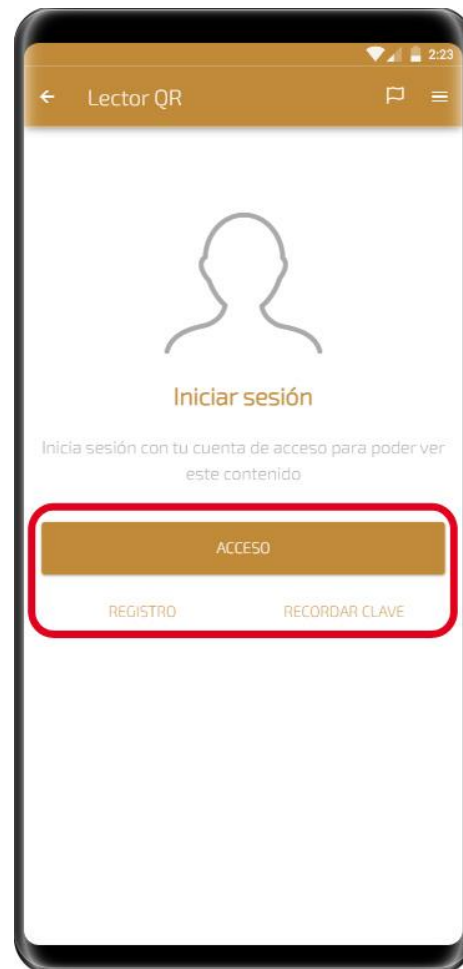 2:23
Lector QR
Iniciar sesión
Inicia sesión con tu cuenta de acceso para poder ver
este contenido
ACCESO
REGISTRO RECORDAR CLAVE